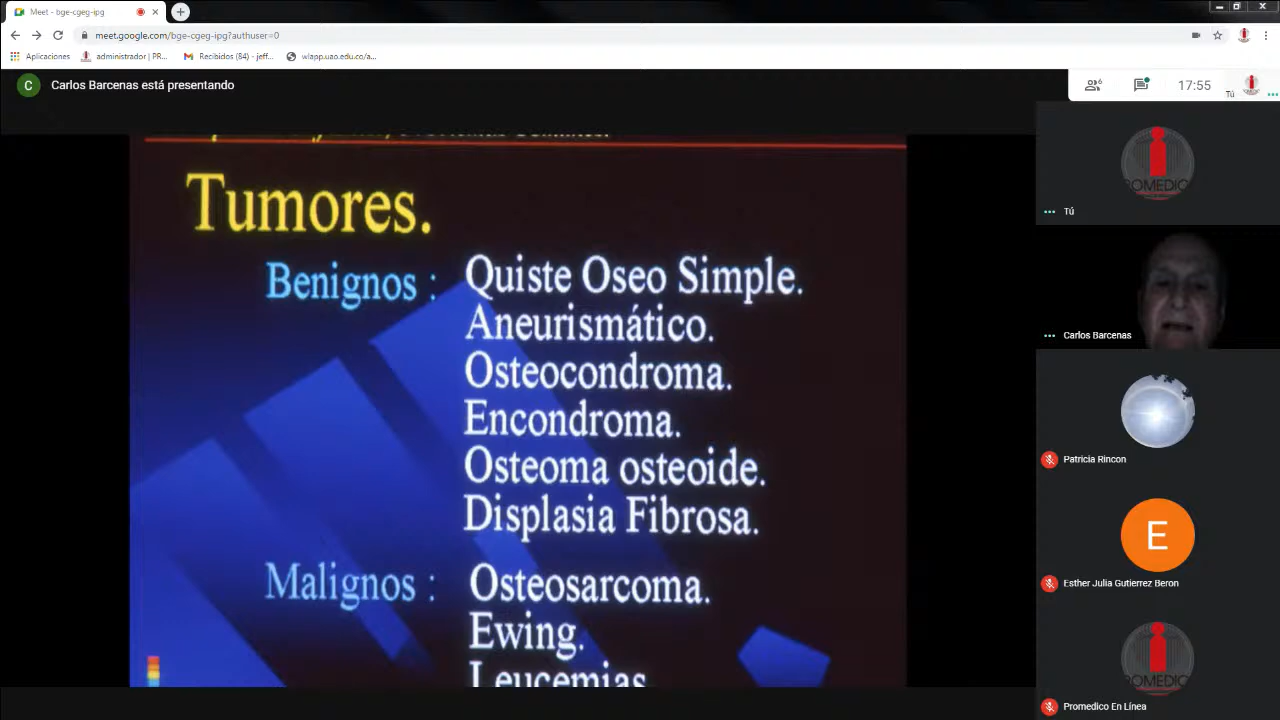 Meet - bge-cgeg-ipg
meet.google.com/bge-cgeg-ipg?authuser=0
Aplicaciones
administrador | PR...
Recibidos (84) - jeff...
wlapp.uao.edu.co/a...
C
Carlos Barcenas está presentando
6
17:55
Tú
Tumores.
Benignos : Quiste Oseo Simple.
Aneurismático.
Osteocondroma.
Encondroma.
Osteoma osteoide.
Displasia Fibrosa.
Malignos : Osteosarcoma.
Ewing.
Leucemias
Tú
Carlos Barcenas
Patricia Rincon
E
Esther Julia Gutierrez Beron
Promedico En Línea